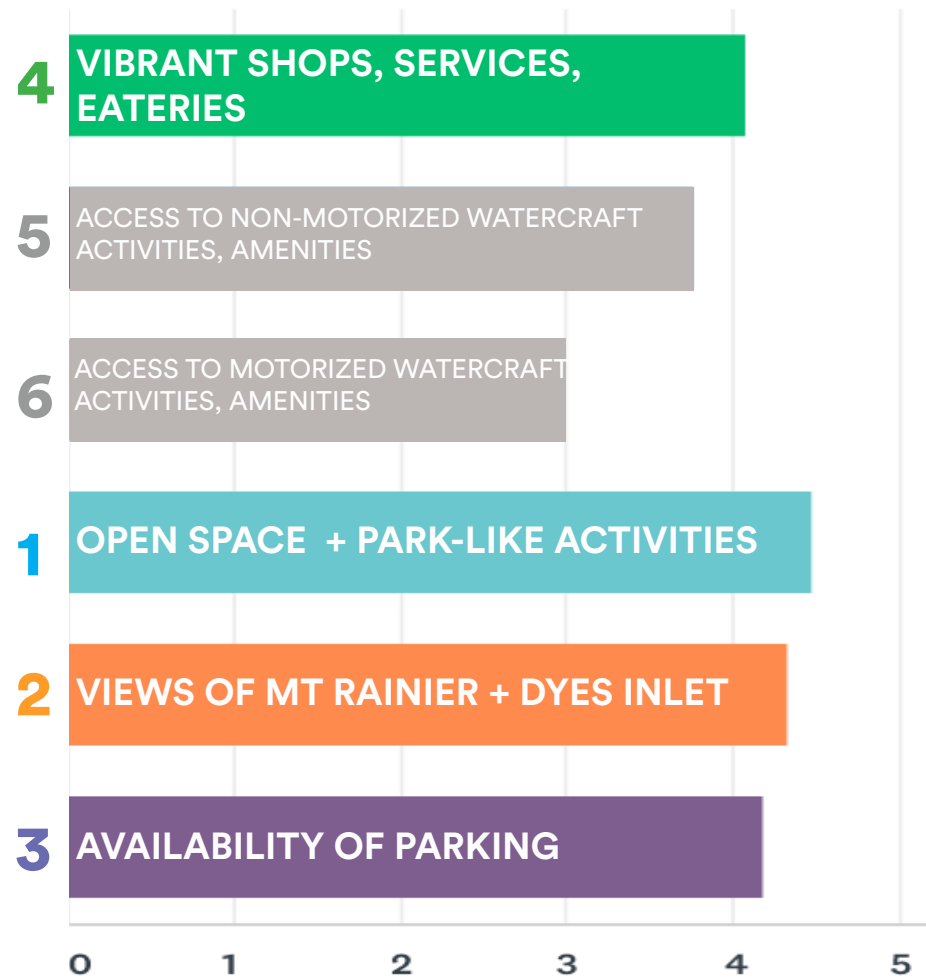 4
VIBRANT SHOPS, SERVICES,
EATERIES
5
ACCESS TO NON-MOTORIZED WATERCRAFT
ACTIVITIES, AMENITIES
6
ACCESS TO MOTORIZED WATERCRAFT
ACTIVITIES, AMENITIES
1
OPEN SPACE + PARK-LIKE ACTIVITIES
2
VIEWS OF MT RAINIER + DYES INLET
3
AVAILABILITY OF PARKING
0 1 2 3 4 5